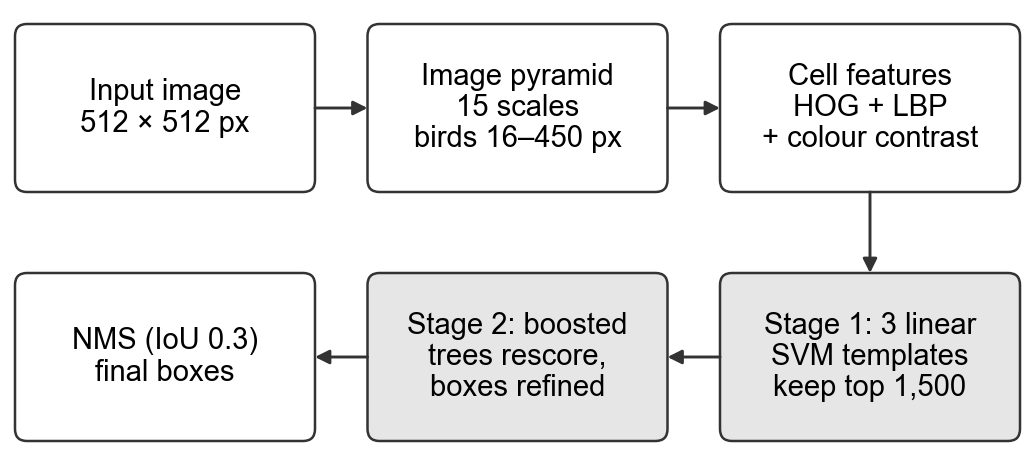 Input image
512 × 512 px
Image pyramid
15 scales
birds 16–450 px
Cell features
HOG + LBP
+ colour contrast
Stage 1: 3 linear
SVM templates
keep top 1,500
Stage 2: boosted
trees rescore,
boxes refined
NMS (IoU 0.3)
final boxes